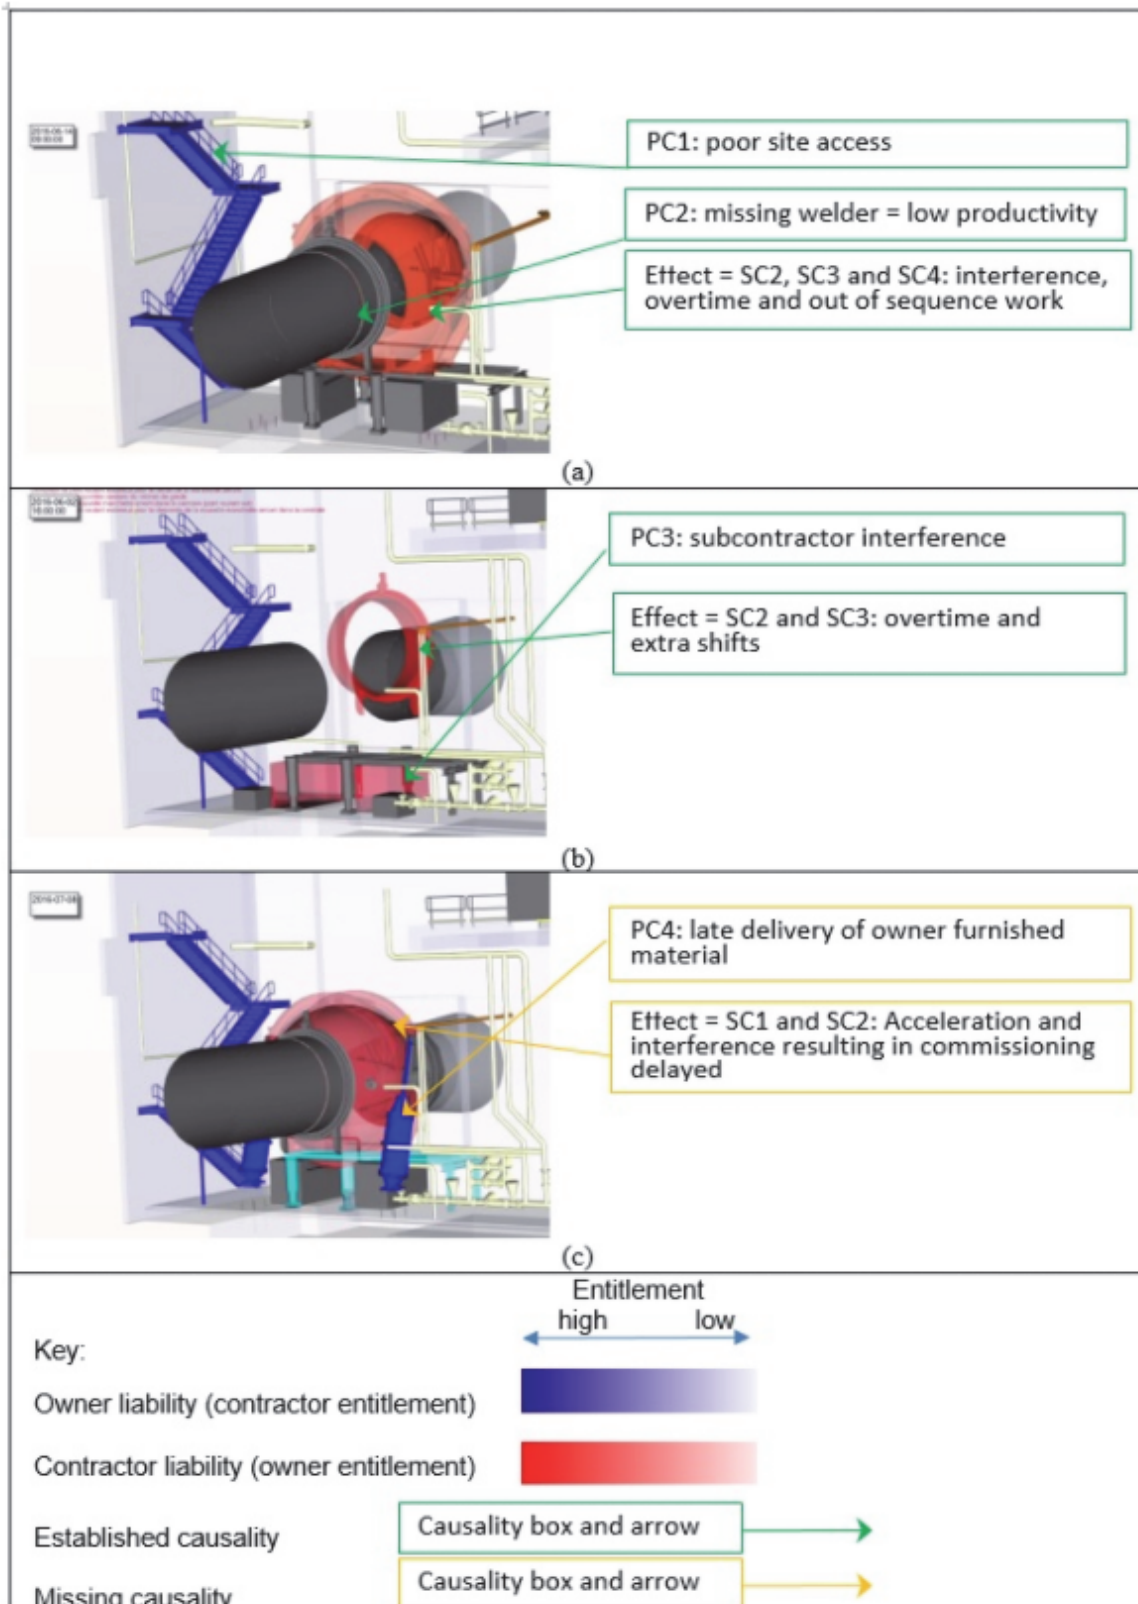 PC1: poor site access
PC2: missing welder = low productivity
Effect = SC2, SC3 and SC4: interference,
overtime and out of sequence work
(a)
PC3: subcontractor interference
Effect = SC2 and SC3: overtime and
extra shifts
(b)
2016-07-08
PC4: late delivery of owner furnished
material
Effect = SC1 and SC2: Acceleration and
interference resulting in commissioning
delayed
(c)
Entitlement
high low
Key:
Owner liability (contractor entitlement)
Contractor liability (owner entitlement)
Established causality
Causality box and arrow
Missing causality
Causality box and arrow